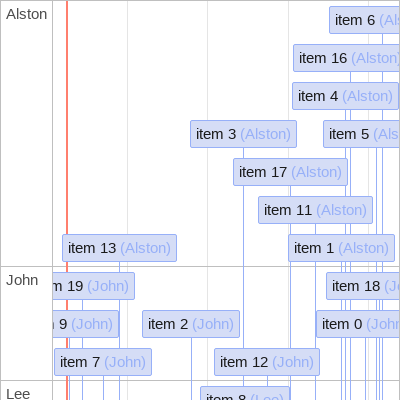 Alston
item 6 (Als
item 16 (Alston)
item 4 (Alston)
item 3 (Alston)
item 5 (Als
item 17 (Alston)
item 11 (Alston)
item 13 (Alston)
item 1 (Alston)
John
m 19 (John)
item 18 (J
9 (John)
item 2 (John)
item 0 (John
item 7 (John)
item 12 (John)
Lee
item 8 (Lee)